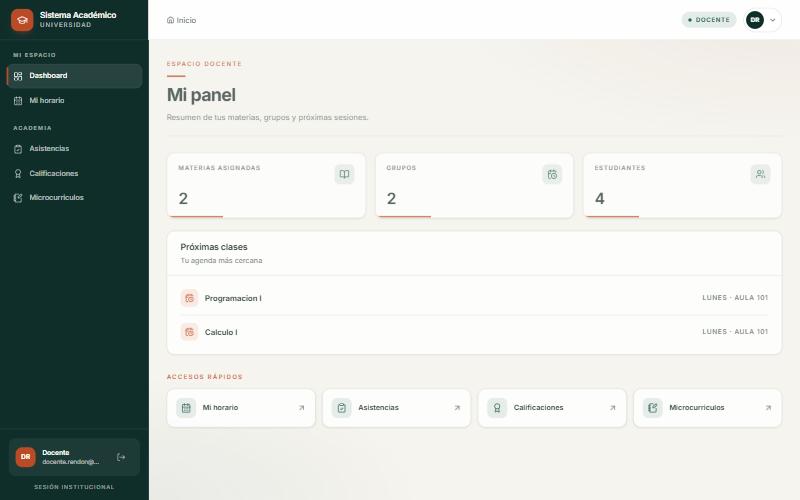 Sistema Académico
UNIVERSIDAD
MI ESPACIO
Dashboard
Mi horario
ACADEMIA
Asistencias
Calificaciones
Microcurriculos
DR
Docente
docente.rendon@...
SESIÓN INSTITUCIONAL
Inicio
DOCENTE
DR
ESPACIO DOCENTE
Mi panel
Resumen de tus materias, grupos y próximas sesiones.
MATERIAS ASIGNADAS
2
GRUPOS
2
ESTUDIANTES
4
Próximas clases
Tu agenda más cercana
Programacion I
LUNES · AULA 101
Calculo I
LUNES · AULA 101
ACCESOS RÁPIDOS
Mi horario
Asistencias
Calificaciones
Microcurriculos